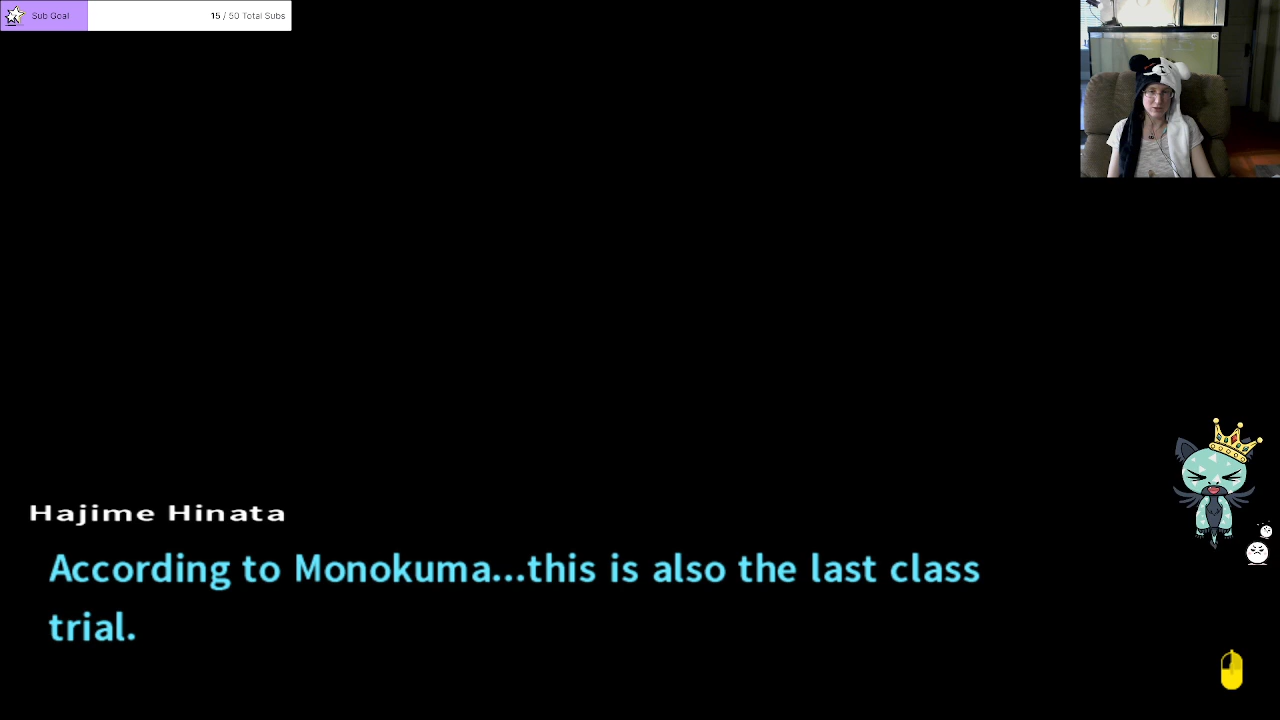 Sub Goal
15 / 50 Total Subs
Hajime Hinata
According to Monokuma...this is also the last class
trial.